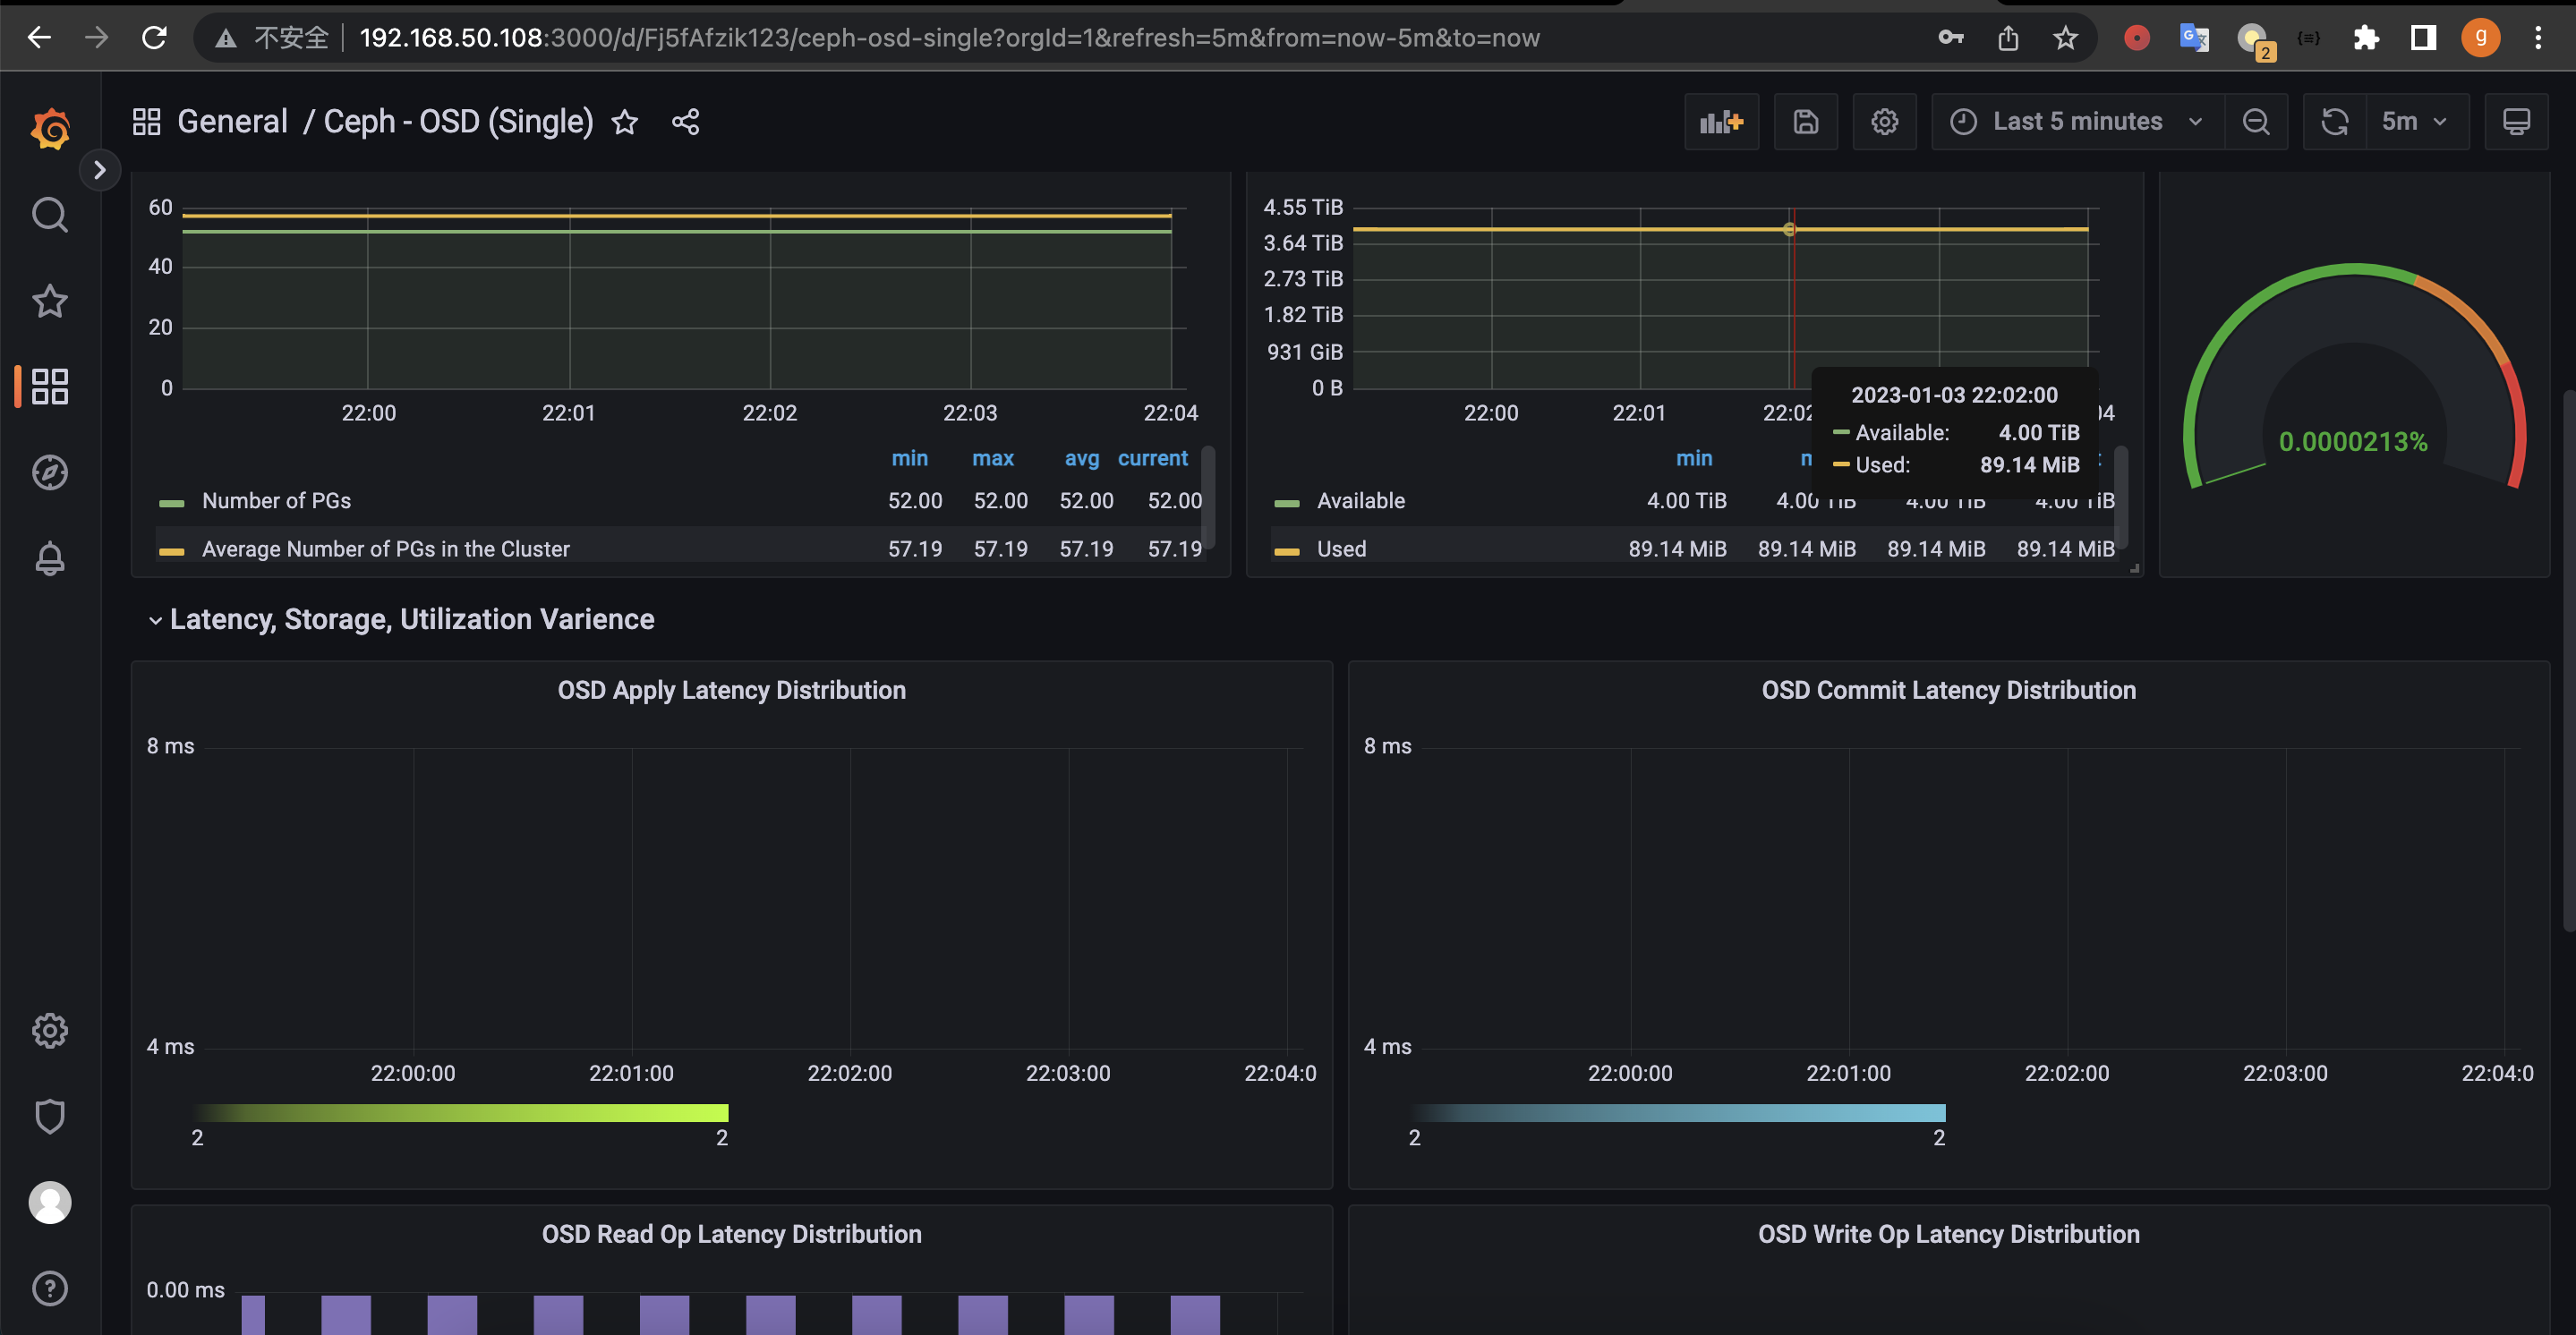 不安全 192.168.50.108:3000/d/Fj5fAfzik123/ceph-osd-single?orgId=1&refresh=5m&from=now-5m&to=now
2
g
General / Ceph - OSD (Single)
Last 5 minutes
5m
60
40
20
0
22:00 22:01 22:02 22:03 22:04
min max avg current
Number of PGs 52.00 52.00 52.00 52.00
Average Number of PGs in the Cluster 57.19 57.19 57.19 57.19
4.55 TiB
3.64 TiB
2.73 TiB
1.82 TiB
931 GiB
0 B
22:00 22:01 22:02
2023-01-03 22:02:00
Available: 4.00 TiB
Used: 89.14 MiB
min
Available 4.00 TiB 4.00 TiB 4.00 TiB 4.00 TiB
Used 89.14 MiB 89.14 MiB 89.14 MiB 89.14 MiB
0.0000213%
Latency, Storage, Utilization Varience
OSD Apply Latency Distribution
8 ms
4 ms
22:00:00 22:01:00 22:02:00 22:03:00 22:04:0
2 2
OSD Commit Latency Distribution
8 ms
4 ms
22:00:00 22:01:00 22:02:00 22:03:00 22:04:0
2 2
OSD Read Op Latency Distribution
0.00 ms
OSD Write Op Latency Distribution